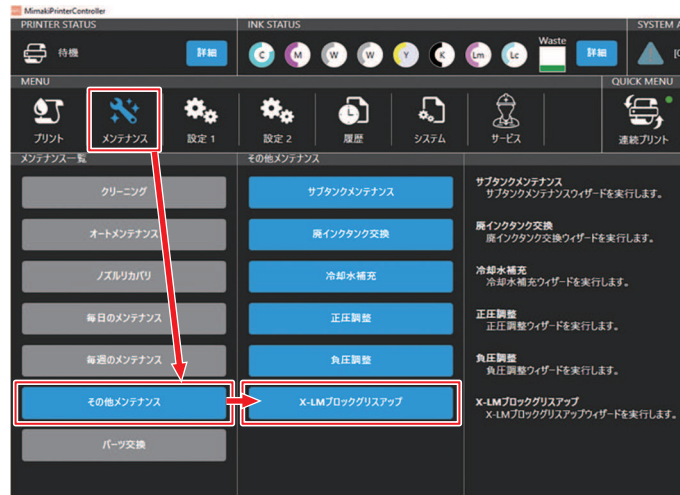 MimakiPrinterController
PRINTER STATUS
INK STATUS
SYSTEM A
待機
詳細
C
M
W
W
Y
K
Lm
Lc
Waste
詳細
MENU
QUICK MENU
プリント
メンテナンス
設定 1
設定 2
履歴
システム
サービス
連続プリント
メンテナンス一覧
その他メンテナンス
クリーニング
オートメンテナンス
ノズルリカバリ
毎日のメンテナンス
毎週のメンテナンス
その他メンテナンス
パーツ交換
サブタンクメンテナンス
廃インクタンク交換
冷却水補充
正圧調整
負圧調整
X-LMブロックグリスアップ
サブタンクメンテナンス
サブタンクメンテナンスウィザードを実行します。
廃インクタンク交換
廃インクタンク交換ウィザードを実行します。
冷却水補充
冷却水補充ウィザードを実行します。
正圧調整
正圧調整ウィザードを実行します。
負圧調整
負圧調整ウィザードを実行します。
X-LMブロックグリスアップ
X-LMブロックグリスアップウィザードを実行します。